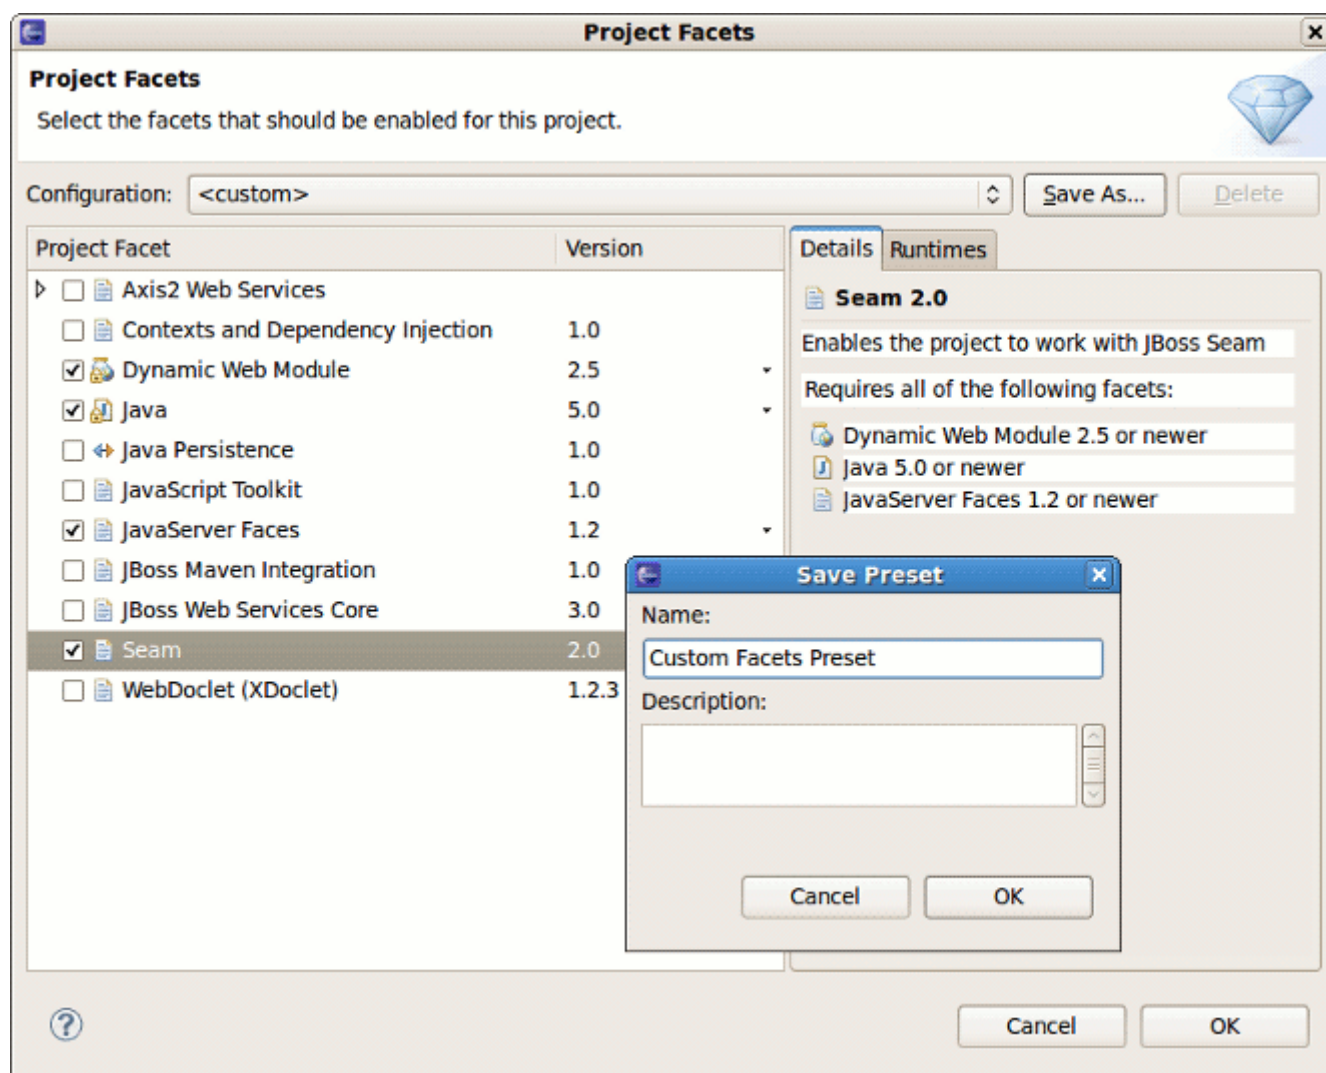 Project Facets
Project Facets
Select the facets that should be enabled for this project.
Configuration: <custom> Save As... Delete
Project Facet Version
Axis2 Web Services
Contexts and Dependency Injection 1.0
Dynamic Web Module 2.5
Java 5.0
Java Persistence 1.0
JavaScript Toolkit 1.0
JavaServer Faces 1.2
JBoss Maven Integration 1.0
JBoss Web Services Core 3.0
Seam 2.0
WebDoclet (XDoclet) 1.2.3
Details Runtimes
Seam 2.0
Enables the project to work with JBoss Seam
Requires all of the following facets:
Dynamic Web Module 2.5 or newer
Java 5.0 or newer
JavaServer Faces 1.2 or newer
Save Preset
Name:
Custom Facets Preset
Description:
Cancel OK
? Cancel OK